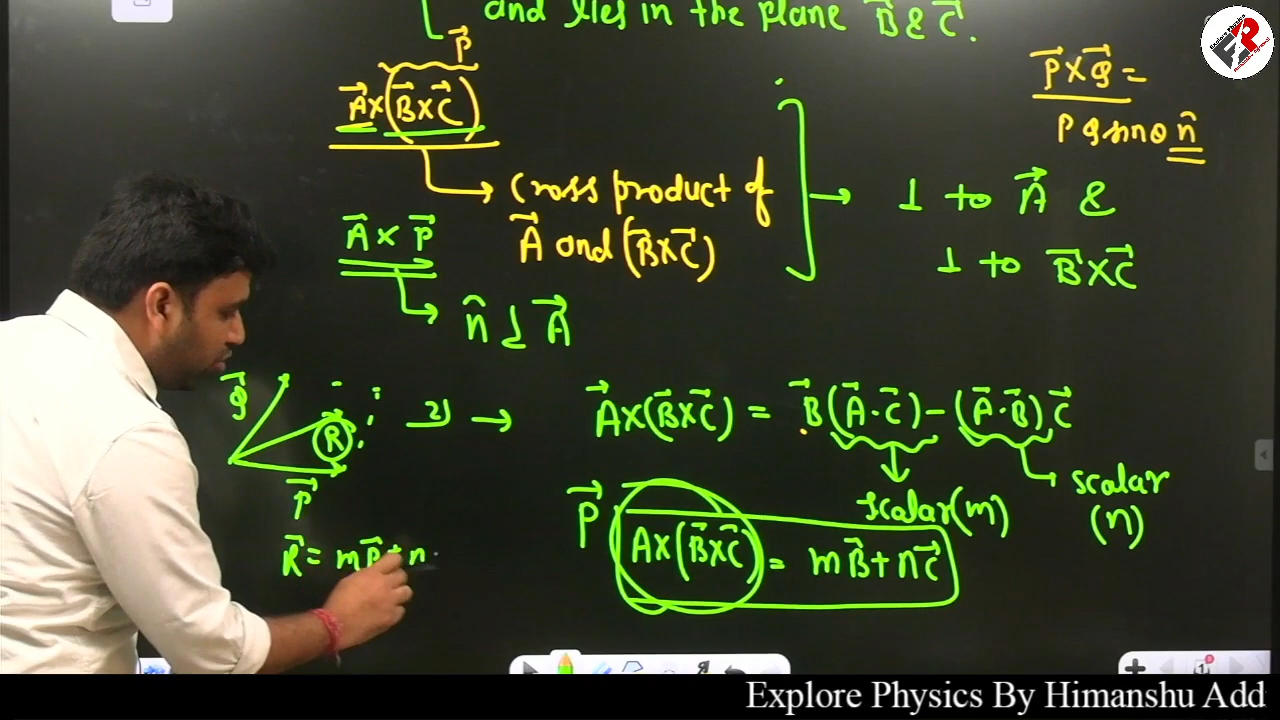 and lies in the plane B⃗ & C⃗.
P⃗
A⃗×(B⃗×C⃗)
P⃗×Q⃗ =
PQ sinθ n̂
Cross product of
A⃗ and (B⃗×C⃗)
→ ⊥ to A⃗ &
⊥ to B⃗×C⃗
A⃗ × P⃗
n̂ ⊥ A⃗
Q⃗
R⃗
P⃗
2) → A⃗×(B⃗×C⃗) = B⃗(A⃗·C⃗) - (A⃗·B⃗)C⃗
scalar(m)
scalar
(n)
P⃗
A×(B⃗×C⃗) = mB⃗ + nC⃗
R⃗ = mP⃗ + n
Explore Physics By Himanshu Add